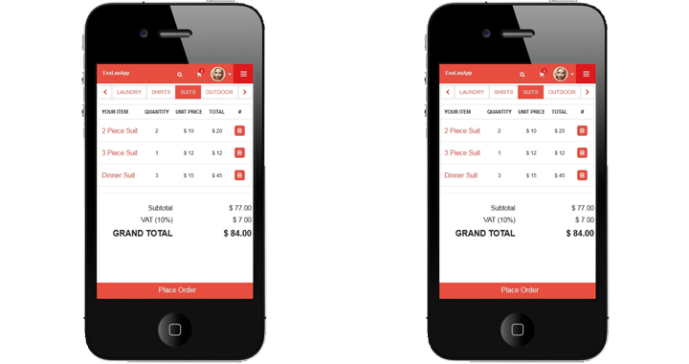 EssLeeApp
LAUNDRY SHIRTS SUITS OUTDOOR
YOUR ITEM QUANTITY UNIT PRICE TOTAL #
2 Piece Suit 2 $ 10 $ 20
3 Piece Suit 1 $ 12 $ 12
Dinner Suit 3 $ 15 $ 45
Subtotal $ 77.00
VAT (10%) $ 7.00
GRAND TOTAL $ 84.00
Place Order
EssLeeApp
LAUNDRY SHIRTS SUITS OUTDOOR
YOUR ITEM QUANTITY UNIT PRICE TOTAL #
2 Piece Suit 2 $ 10 $ 20
3 Piece Suit 1 $ 12 $ 12
Dinner Suit 3 $ 15 $ 45
Subtotal $ 77.00
VAT (10%) $ 7.00
GRAND TOTAL $ 84.00
Place Order